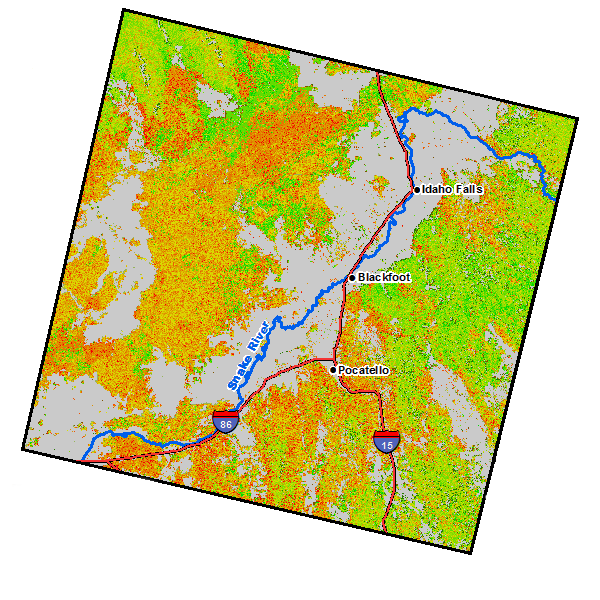 Idaho Falls
Blackfoot
Snake River
Pocatello
86
15